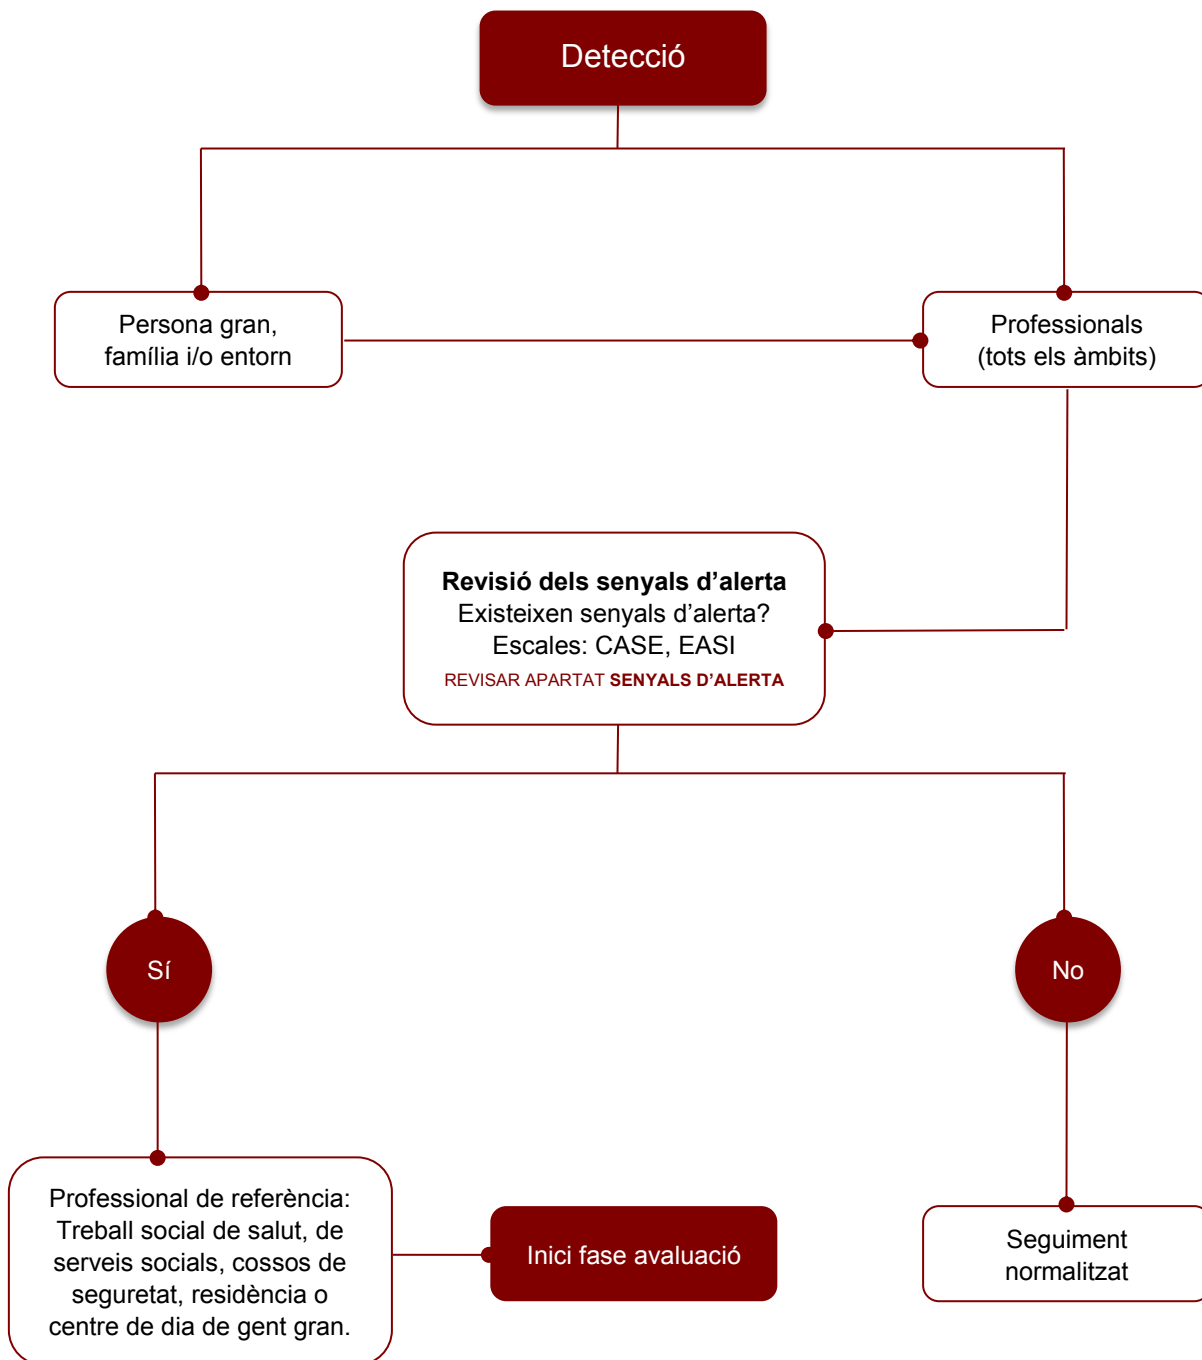 Detecció
Persona gran,
família i/o entorn
Professionals
(tots els àmbits)
Revisió dels senyals d’alerta
Existeixen senyals d’alerta?
Escales: CASE, EASI
REVISAR APARTAT SENYALS D’ALERTA
Sí
No
Professional de referència:
Treball social de salut, de
serveis socials, cossos de
seguretat, residència o
centre de dia de gent gran.
Inici fase avaluació
Seguiment
normalitzat